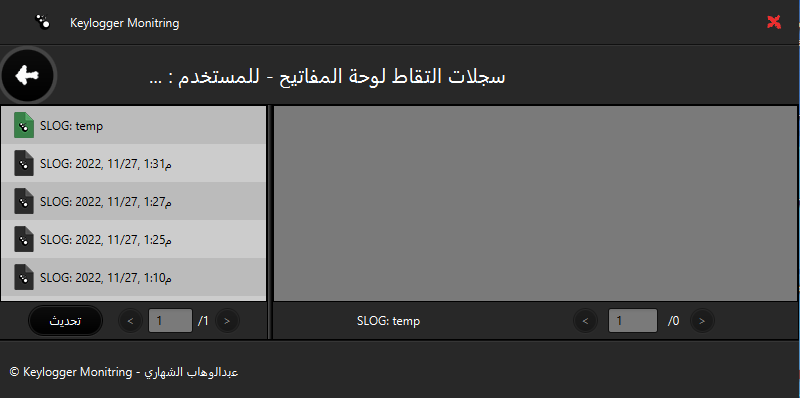 Keylogger Monitring
سجلات التقاط لوحة المفاتيح - للمستخدم : ...
SLOG: temp
SLOG: 2022, 11/27, 1:31م
SLOG: 2022, 11/27, 1:27م
SLOG: 2022, 11/27, 1:25م
SLOG: 2022, 11/27, 1:10م
تحديث < 1 /1 >
SLOG: temp < 1 /0 >
© Keylogger Monitring - عبدالوهاب الشهاري